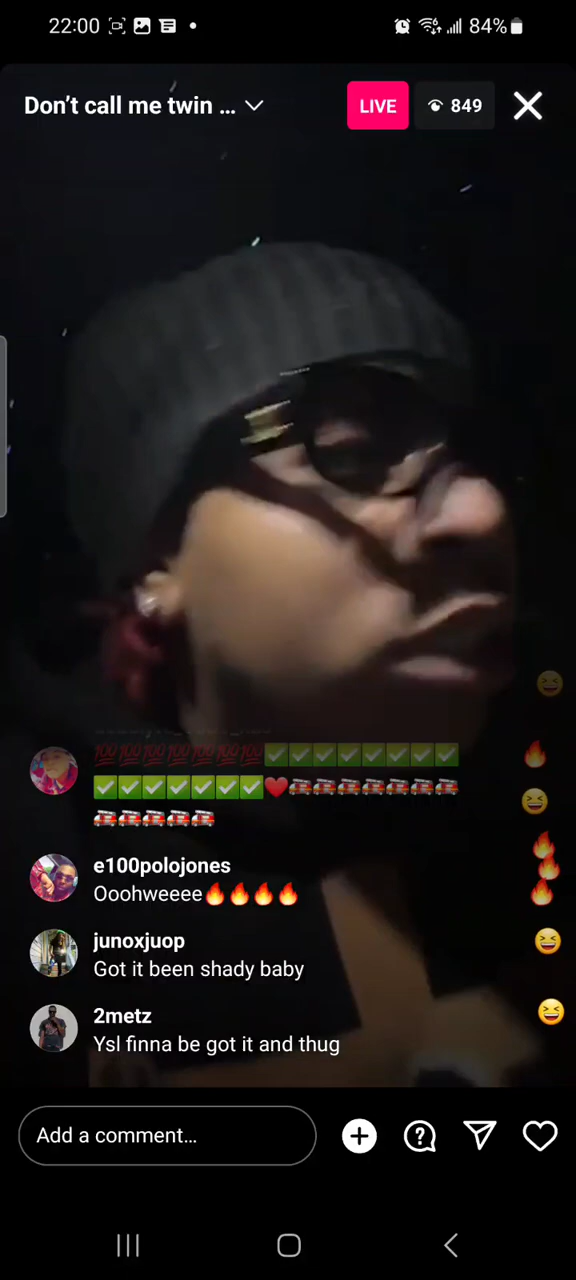 22:00
84%
Don't call me twin ...
LIVE
849
💯💯💯💯💯💯💯✅✅✅✅✅✅✅✅
✅✅✅✅✅✅✅❤️🚒🚒🚒🚒🚒🚒🚒
🚒🚒🚒🚒🚒
e100polojones
Ooohweeee🔥🔥🔥🔥
junoxjuop
Got it been shady baby
2metz
Ysl finna be got it and thug
Add a comment...